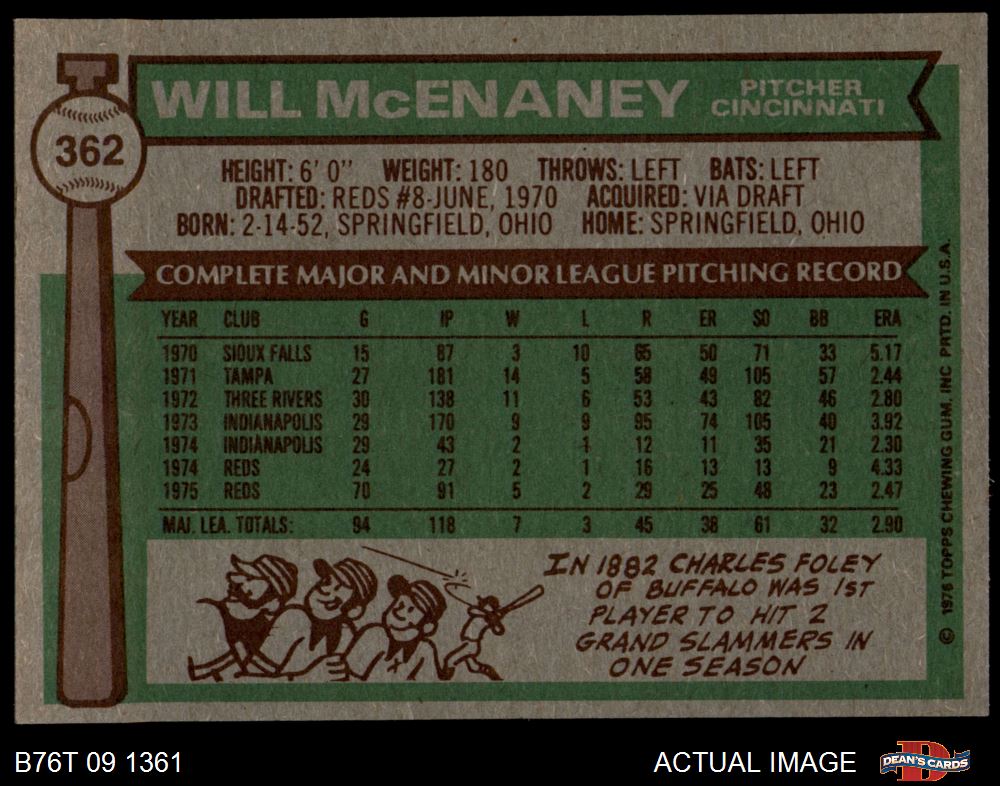 362
WILL McENANEY
PITCHER
CINCINNATI
HEIGHT: 6' 0" WEIGHT: 180 THROWS: LEFT BATS: LEFT
DRAFTED: REDS #8-JUNE, 1970 ACQUIRED: VIA DRAFT
BORN: 2-14-52, SPRINGFIELD, OHIO HOME: SPRINGFIELD, OHIO
COMPLETE MAJOR AND MINOR LEAGUE PITCHING RECORD
YEAR CLUB G IP W L R ER SO BB ERA
1970 SIOUX FALLS 15 87 3 10 65 50 71 33 5.17
1971 TAMPA 27 181 14 5 58 49 105 57 2.44
1972 THREE RIVERS 30 138 11 6 53 43 82 46 2.80
1973 INDIANAPOLIS 29 170 9 9 95 74 105 40 3.92
1974 INDIANAPOLIS 29 43 2 1 12 11 35 21 2.30
1974 REDS 24 27 2 1 16 13 13 9 4.33
1975 REDS 70 91 5 2 29 25 48 23 2.47
MAJ. LEA. TOTALS: 94 118 7 3 45 38 61 32 2.90
IN 1882 CHARLES FOLEY
OF BUFFALO WAS 1ST
PLAYER TO HIT 2
GRAND SLAMMERS IN
ONE SEASON
© 1976 TOPPS CHEWING GUM, INC PRTD. IN U.S.A.
B76T 09 1361
ACTUAL IMAGE
DEAN'S CARDS